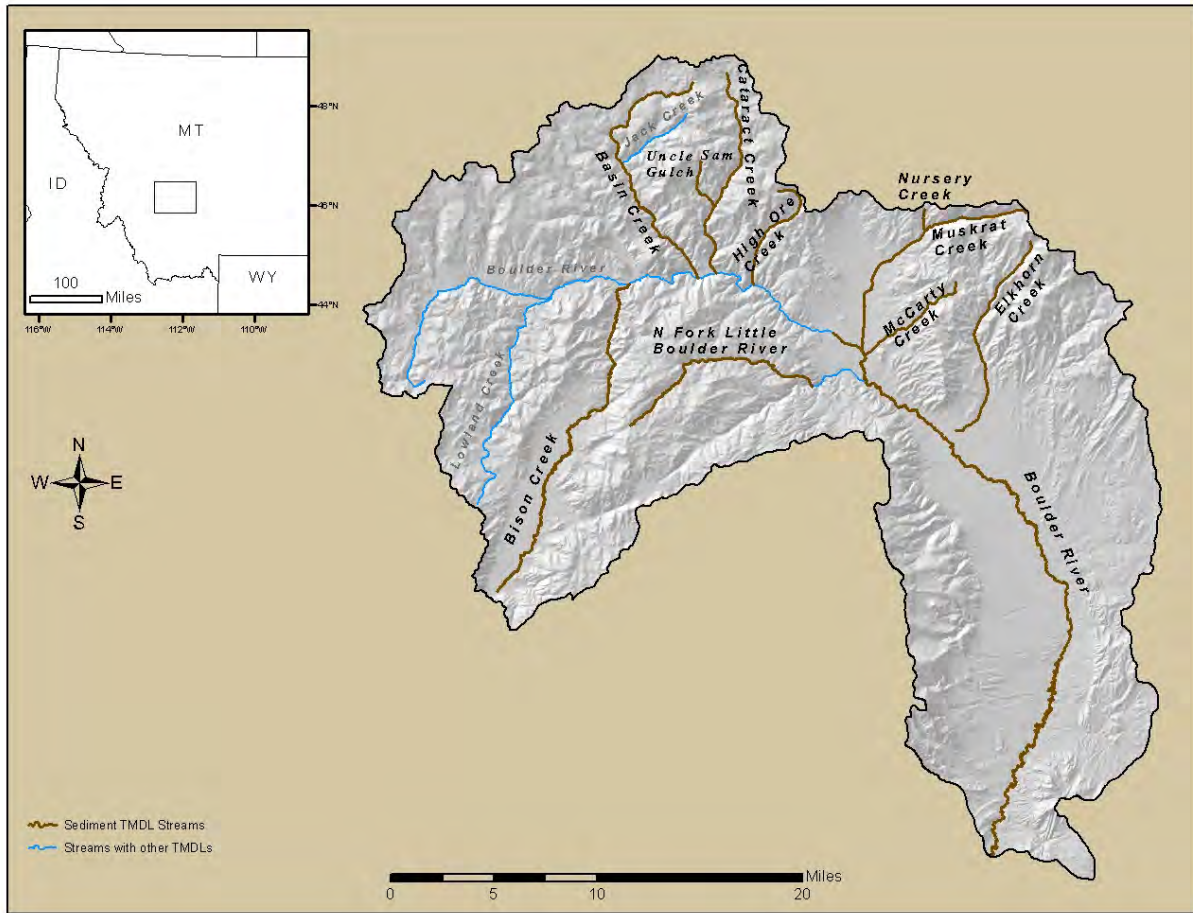 MT
ID
WY
48°N
46°N
44°N
116°W
114°W
112°W
110°W
100
Miles
Cataract Creek
Jack Creek
Uncle Sam
Gulch
Basin Creek
High Ore
Creek
Nursery
Creek
Muskrat
Creek
Elkhorn
Creek
McCarty
Creek
Boulder River
N Fork Little
Boulder River
Lowland Creek
Bison Creek
Boulder River
N
W
E
S
Sediment TMDL Streams
Streams with other TMDLs
Miles
0
5
10
20